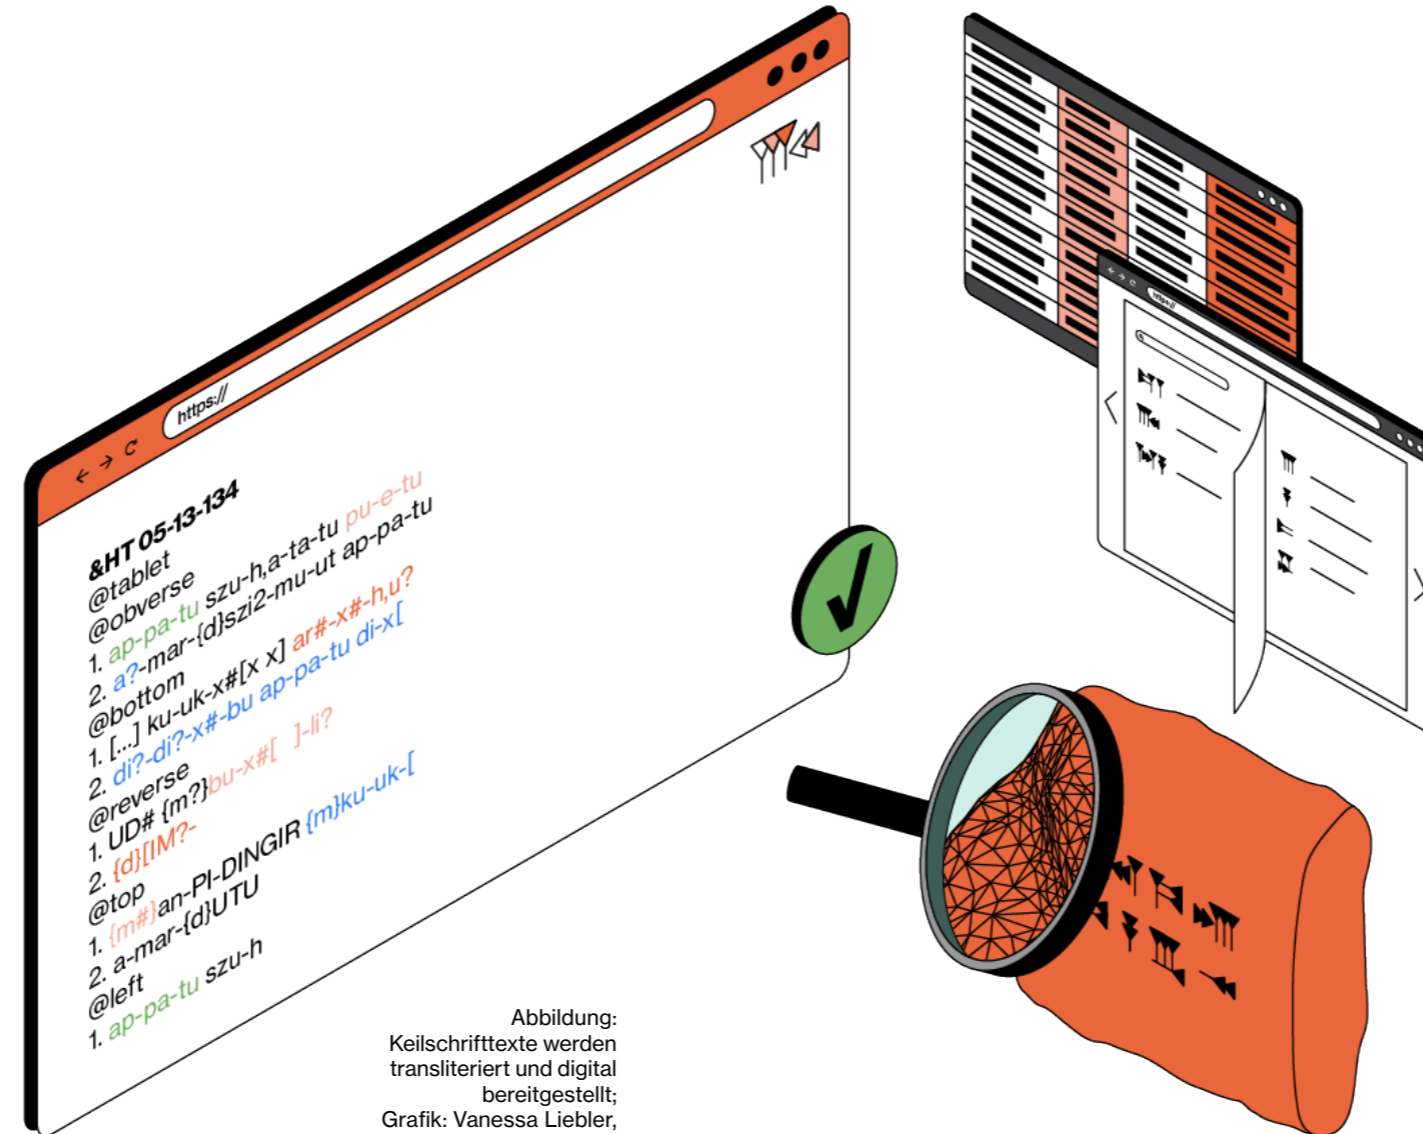 https://
&HT 05-13-134
@tablet
@obverse
1. ap-pa-tu szu-h,a-ta-tu pu-e-tu
2. a?-mar-{d}szi2-mu-ut ap-pa-tu
@bottom
1. [...] ku-uk-x#[x x] ar#-x#-h,u?
2. di?-di?-x#-bu ap-pa-tu di-x[
@reverse
1. UD# {m?}bu-x#[ ]-li?
2. {d}[IM?-
@top
1. {m#}an-PI-DINGIR {m}ku-uk-[
2. a-mar-{d}UTU
@left
1. ap-pa-tu szu-h
https://
Abbildung:
Keilschrifttexte werden
transliteriert und digital
bereitgestellt;
Grafik: Vanessa Liebler,